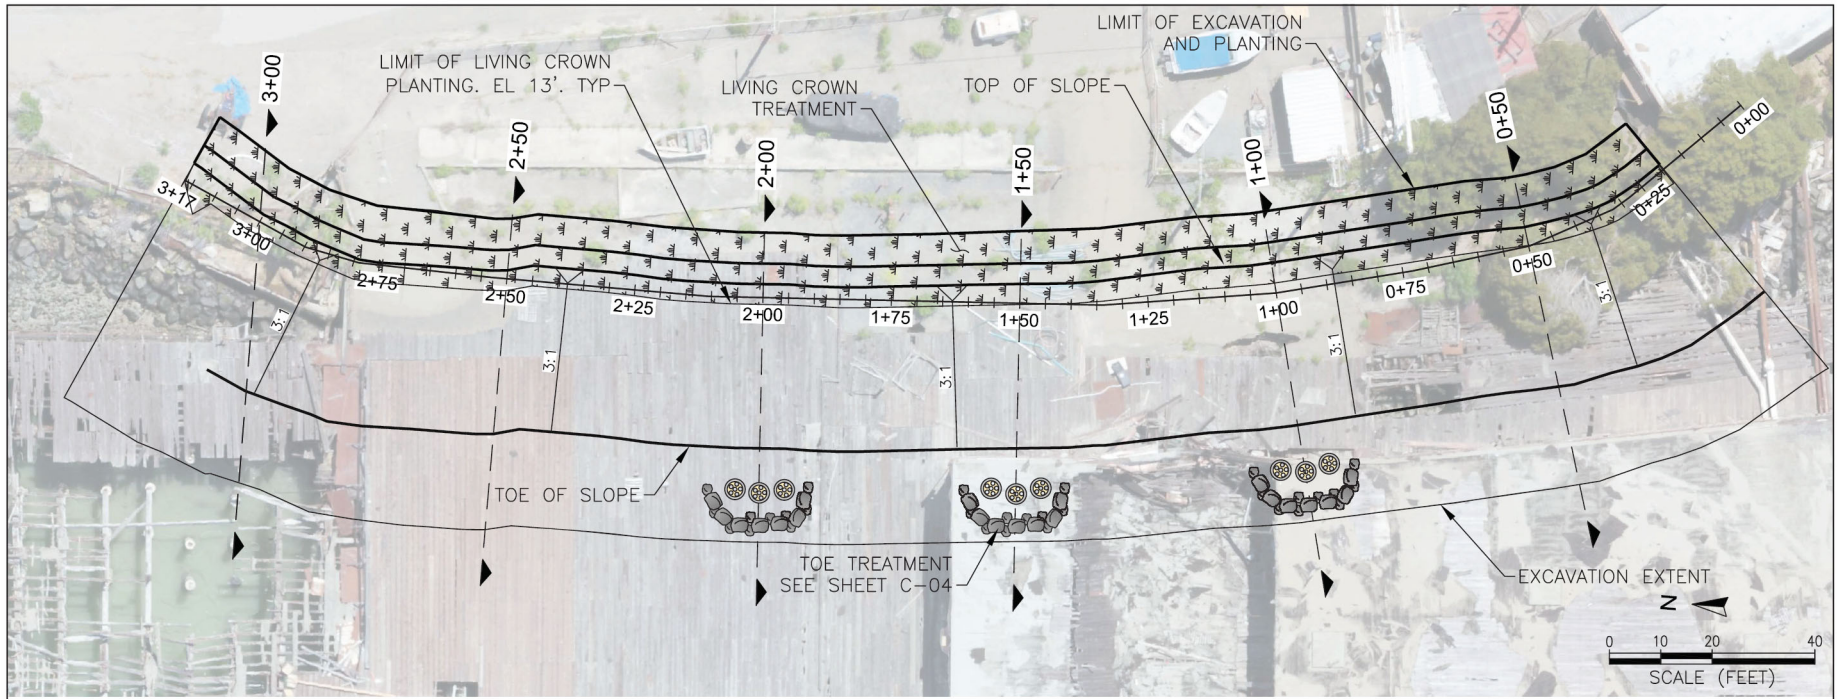 LIMIT OF EXCAVATION
AND PLANTING
LIMIT OF LIVING CROWN
PLANTING. EL 13'. TYP
LIVING CROWN
TREATMENT
TOP OF SLOPE
3+00
2+50
2+00
1+50
1+00
0+50
0+00
3+17
3+00
2+75
2+50
2+25
2+00
1+75
1+50
1+25
1+00
0+75
0+50
0+25
3:1
3:1
3:1
3:1
3:1
TOE OF SLOPE
TOE TREATMENT
SEE SHEET C-04
EXCAVATION EXTENT
N
0 10 20 40
SCALE (FEET)